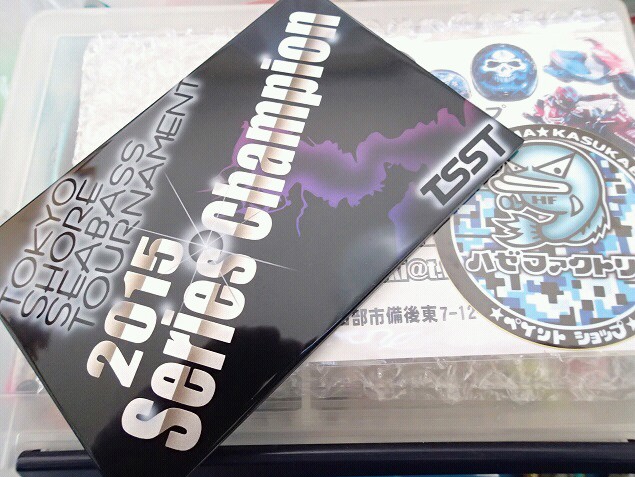 TOKYO
SHORE
SEABASS
TOURNAMENT
2015
Series Champion
TSST
KASUKA
HF
ハゼファクトリ
★ペイント ショップ
部市備後東7-12